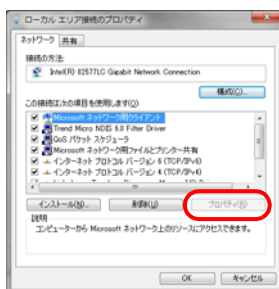 ローカル エリア接続のプロパティ
ネットワーク 共有
接続の方法:
Intel(R) 82577LC Gigabit Network Connection
構成(C)...
この接続は次の項目を使用します(O):
Microsoft ネットワーク用クライアント
Trend Micro NDIS 6.0 Filter Driver
QoS パケット スケジューラ
Microsoft ネットワーク用ファイルとプリンター共有
インターネット プロトコル バージョン 6 (TCP/IPv6)
インターネット プロトコル バージョン 4 (TCP/IPv4)
インストール(N)... 削除(U) プロパティ(R)
説明
コンピューターから Microsoft ネットワーク上のリソースにアクセスできます。
OK キャンセル